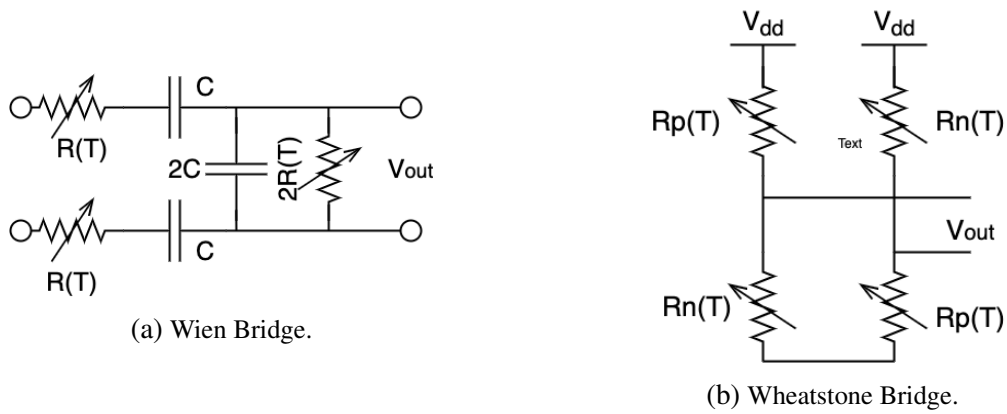 C
R(T)
2C
2R(T)
Vout
C
R(T)
(a) Wien Bridge.
Vdd
Vdd
Rp(T)
Rn(T)
Text
Vout
Rn(T)
Rp(T)
(b) Wheatstone Bridge.